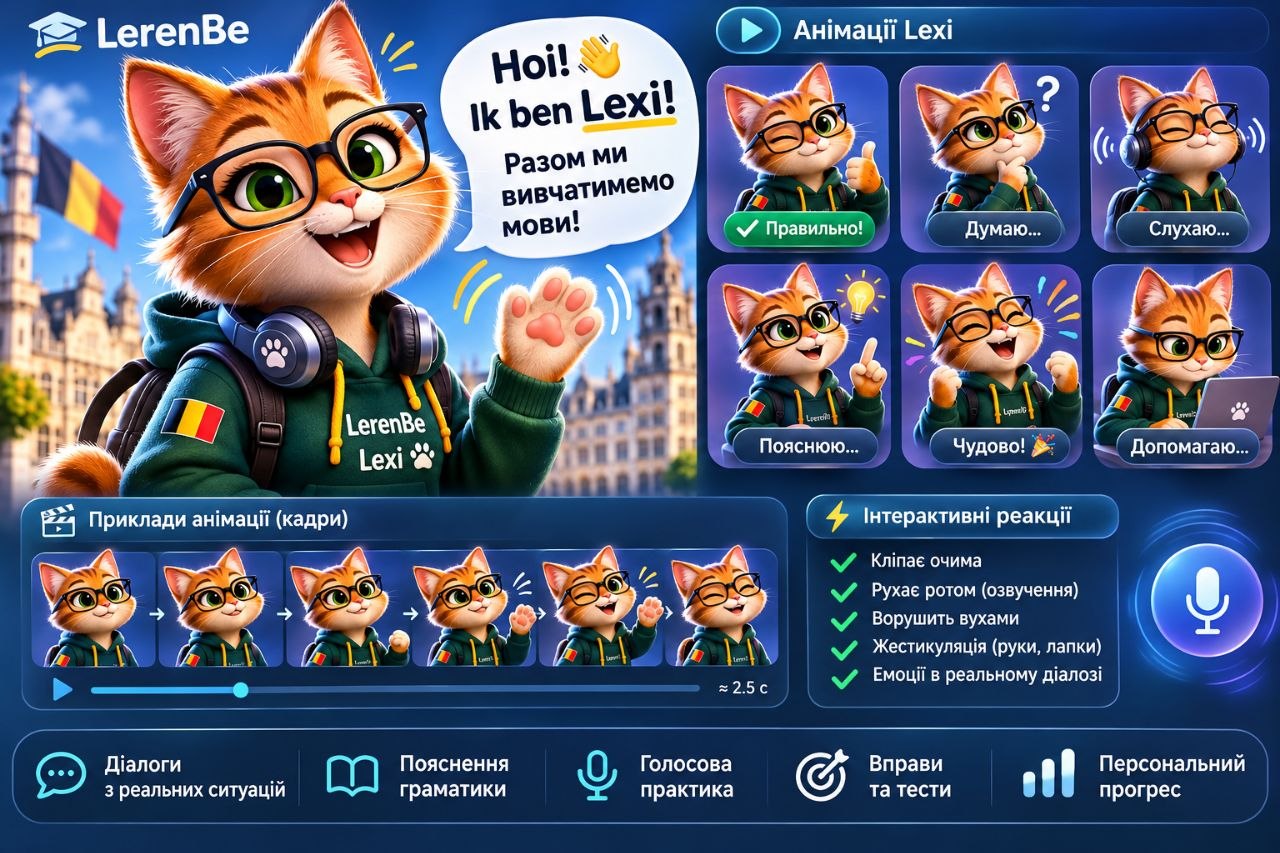 LerenBe
Hoi! 👋
Ik ben Lexi!
Разом ми
вивчатимемо
мови!
LerenBe
Lexi
Анімації Lexi
?
Правильно!
Думаю...
Слухаю...
Пояснюю...
Чудово! 🎉
Допомагаю...
Приклади анімації (кадри)
≈ 2.5 с
Інтерактивні реакції
Кліпає очима
Рухає ротом (озвучення)
Ворушить вухами
Жестикуляція (руки, лапки)
Емоції в реальному діалозі
Діалоги
з реальних ситуацій
Пояснення
граматики
Голосова
практика
Вправи
та тести
Персональний
прогрес